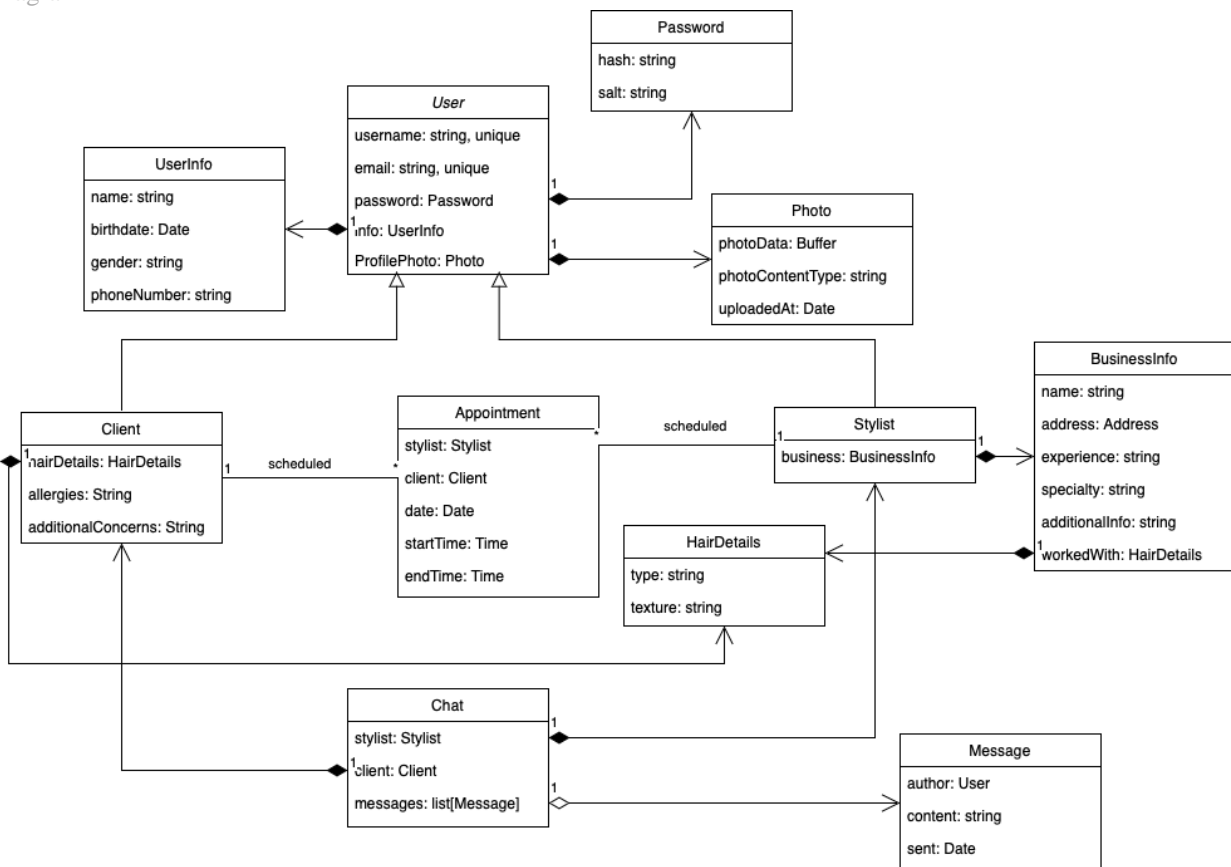 Password
hash: string
salt: string
User
username: string, unique
email: string, unique
password: Password
info: UserInfo
ProfilePhoto: Photo
1
1
1
UserInfo
name: string
birthdate: Date
gender: string
phoneNumber: string
Photo
photoData: Buffer
photoContentType: string
uploadedAt: Date
BusinessInfo
name: string
address: Address
experience: string
specialty: string
additionalInfo: string
workedWith: HairDetails
1
Client
hairDetails: HairDetails
allergies: String
additionalConcerns: String
1
1
scheduled
*
Appointment
stylist: Stylist
client: Client
date: Date
startTime: Time
endTime: Time
*
scheduled
1
Stylist
business: BusinessInfo
1
HairDetails
type: string
texture: string
Chat
stylist: Stylist
client: Client
messages: list[Message]
1
1
1
Message
author: User
content: string
sent: Date